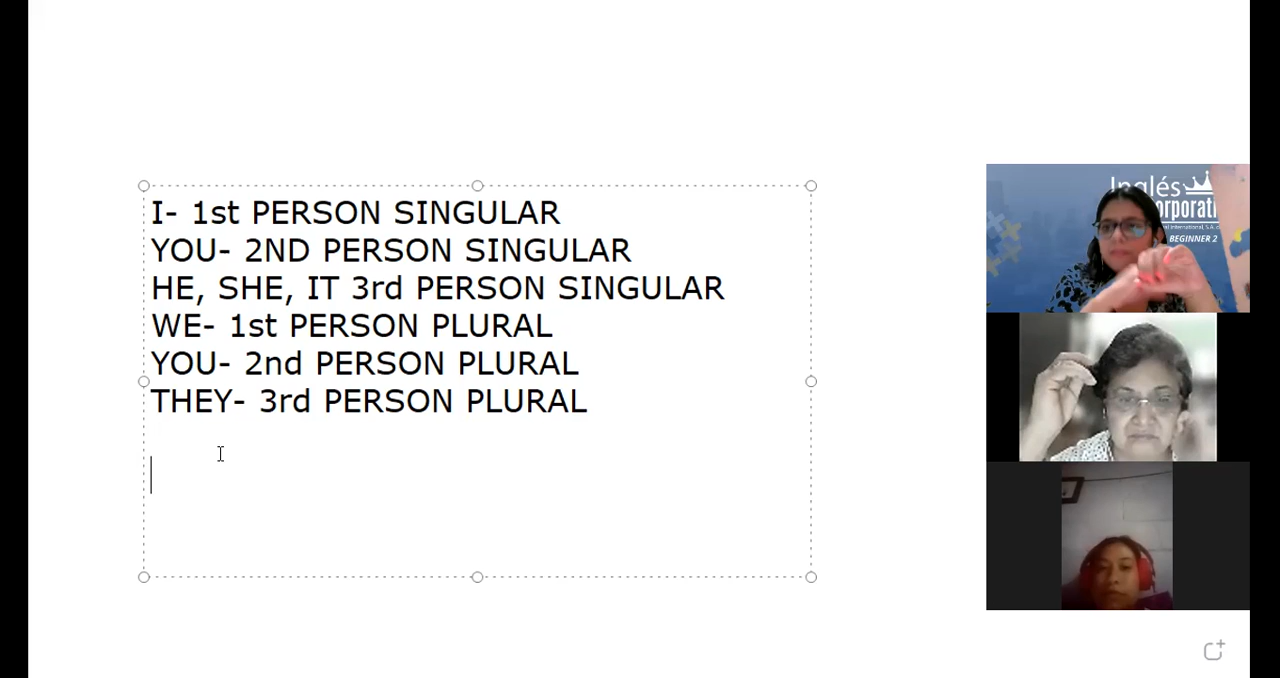 I- 1st PERSON SINGULAR
YOU- 2ND PERSON SINGULAR
HE, SHE, IT 3rd PERSON SINGULAR
WE- 1st PERSON PLURAL
YOU- 2nd PERSON PLURAL
THEY- 3rd PERSON PLURAL
Inglés
BEGINNER 2